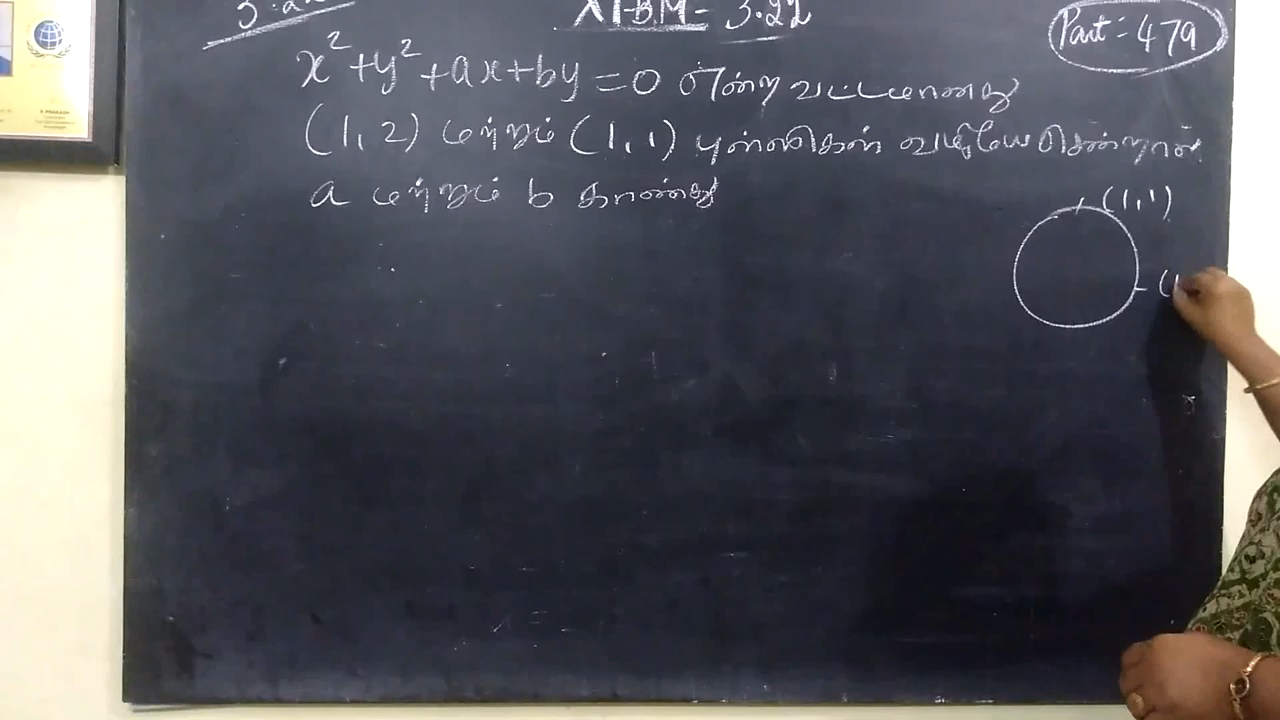 XI-BM- 3.22
Part:- 479
x²+y²+ax+by=0 என்ற வட்டமானது
(1,2) மற்றும் (1,1) புள்ளிகள் வழியே சென்றால்
a மற்றும் b காண்க
(1,1)
(1